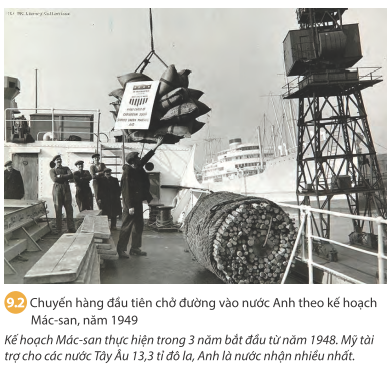 9.2 Chuyến hàng đầu tiên chở đường vào nước Anh theo kế hoạch
Mác-san, năm 1949
Kế hoạch Mác-san thực hiện trong 3 năm bắt đầu từ năm 1948. Mỹ tài
trợ cho các nước Tây Âu 13,3 tỉ đô la, Anh là nước nhận nhiều nhất.